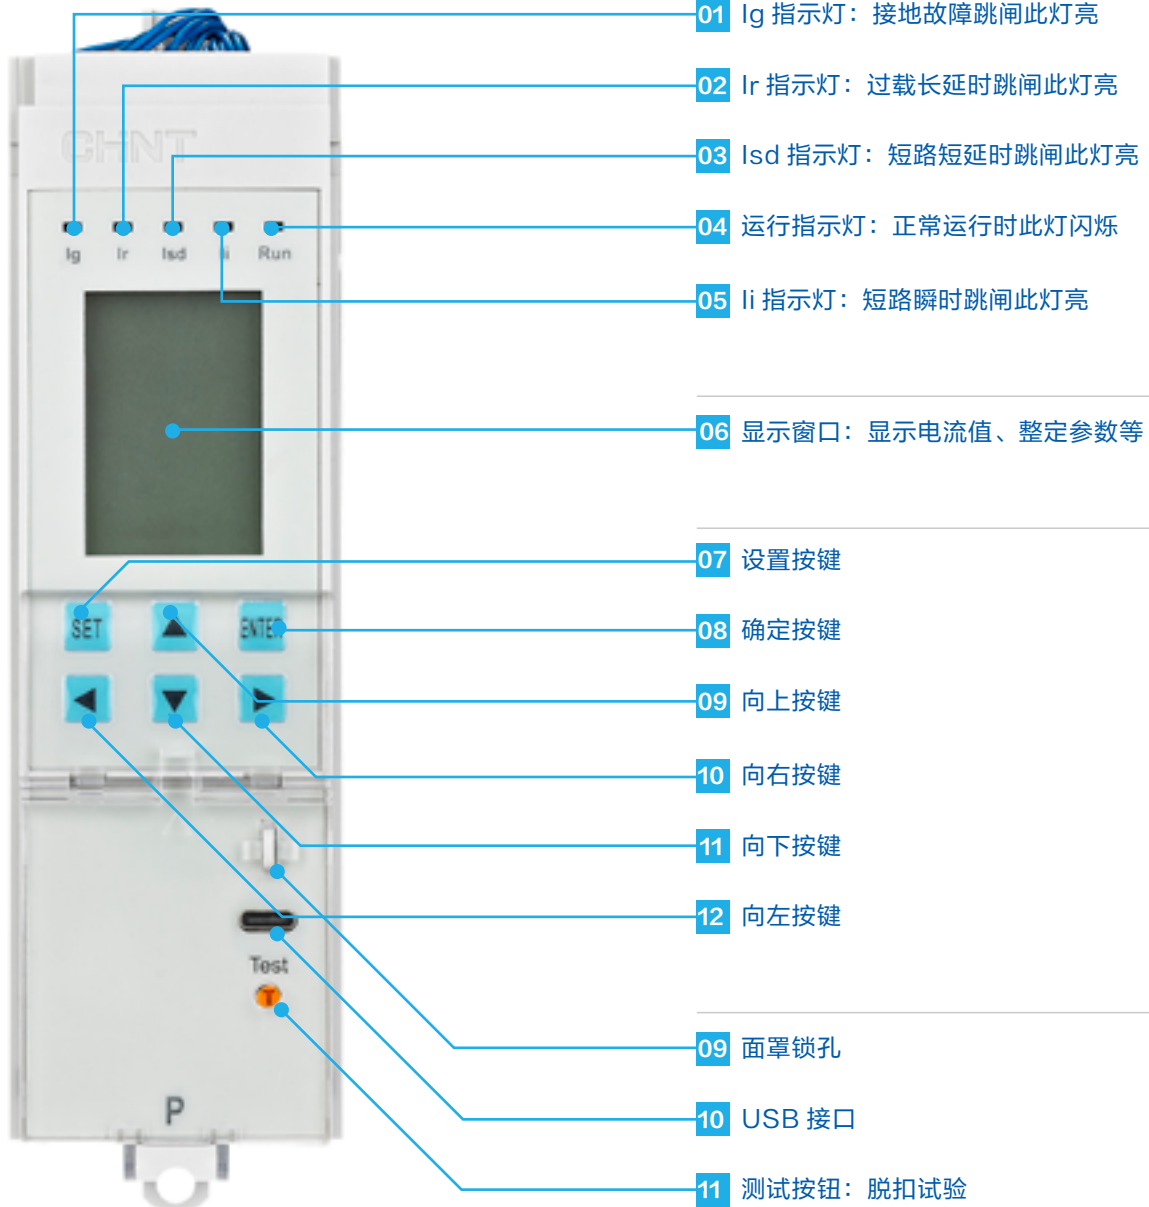 01 Ig 指示灯：接地故障跳闸此灯亮
02 Ir 指示灯：过载长延时跳闸此灯亮
CHNT
03 Isd 指示灯：短路短延时跳闸此灯亮
04 运行指示灯：正常运行时此灯闪烁
Ig Ir Isd Ii Run
05 Ii 指示灯：短路瞬时跳闸此灯亮
06 显示窗口：显示电流值、整定参数等
07 设置按键
SET ENTER
08 确定按键
09 向上按键
10 向右按键
11 向下按键
12 向左按键
Test
T
09 面罩锁孔
P
10 USB 接口
11 测试按钮：脱扣试验